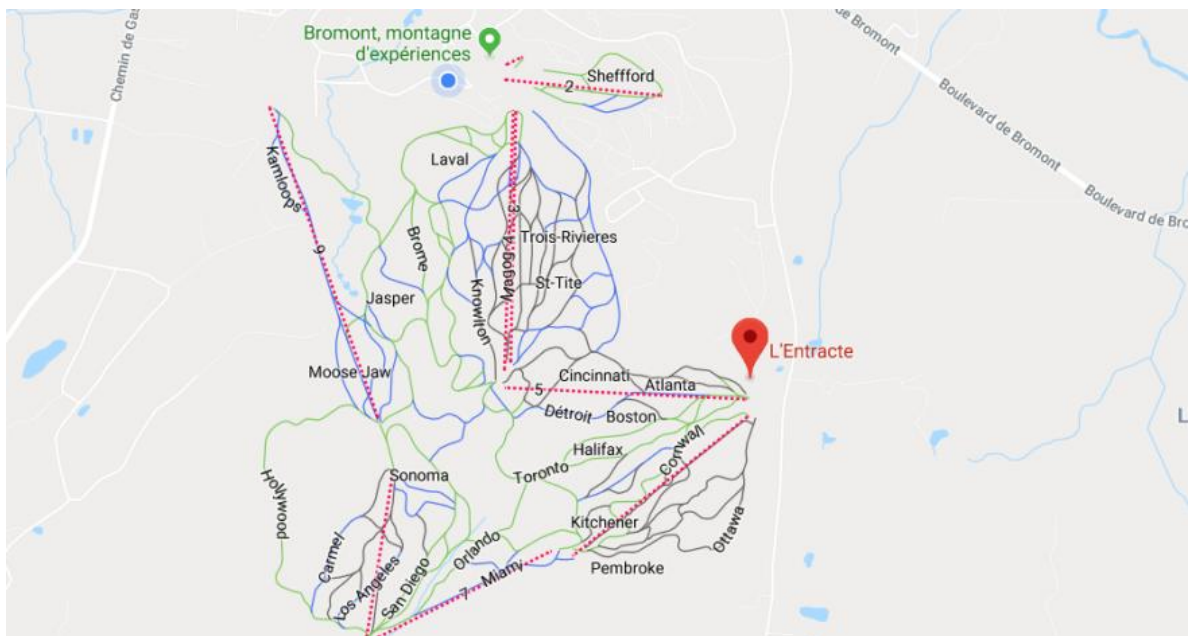 Bromont, montagne
d'expériences
Chemin de Gas
de Bromont
Boulevard de Bromont
Boulevard de Bro
Sheffford
2
Laval
Kamloops
3
Trois-Rivieres
Brome
9
Magog
4
St-Tite
Knowlton
Jasper
L'Entracte
Moose Jaw
Cincinnati
Atlanta
5
Détroit
Boston
L
Halifax
Cornwall
Toronto
Sonoma
Hollywood
Kitchener
Ottawa
Carmel
Los-Angeles
San-Diego
Orlando
Miami
7
Pembroke